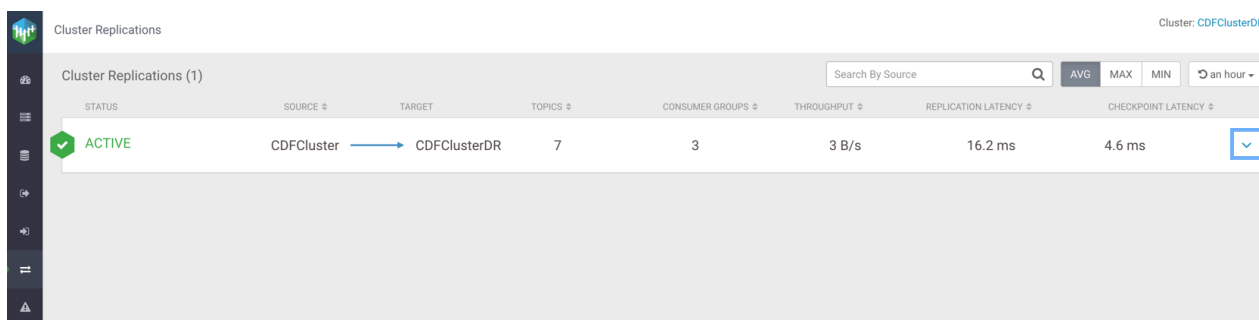 Cluster Replications
Cluster: CDFClusterD
Cluster Replications (1)
Search By Source
AVG MAX MIN an hour
STATUS SOURCE TARGET TOPICS CONSUMER GROUPS THROUGHPUT REPLICATION LATENCY CHECKPOINT LATENCY
ACTIVE CDFCluster CDFClusterDR 7 3 3 B/s 16.2 ms 4.6 ms